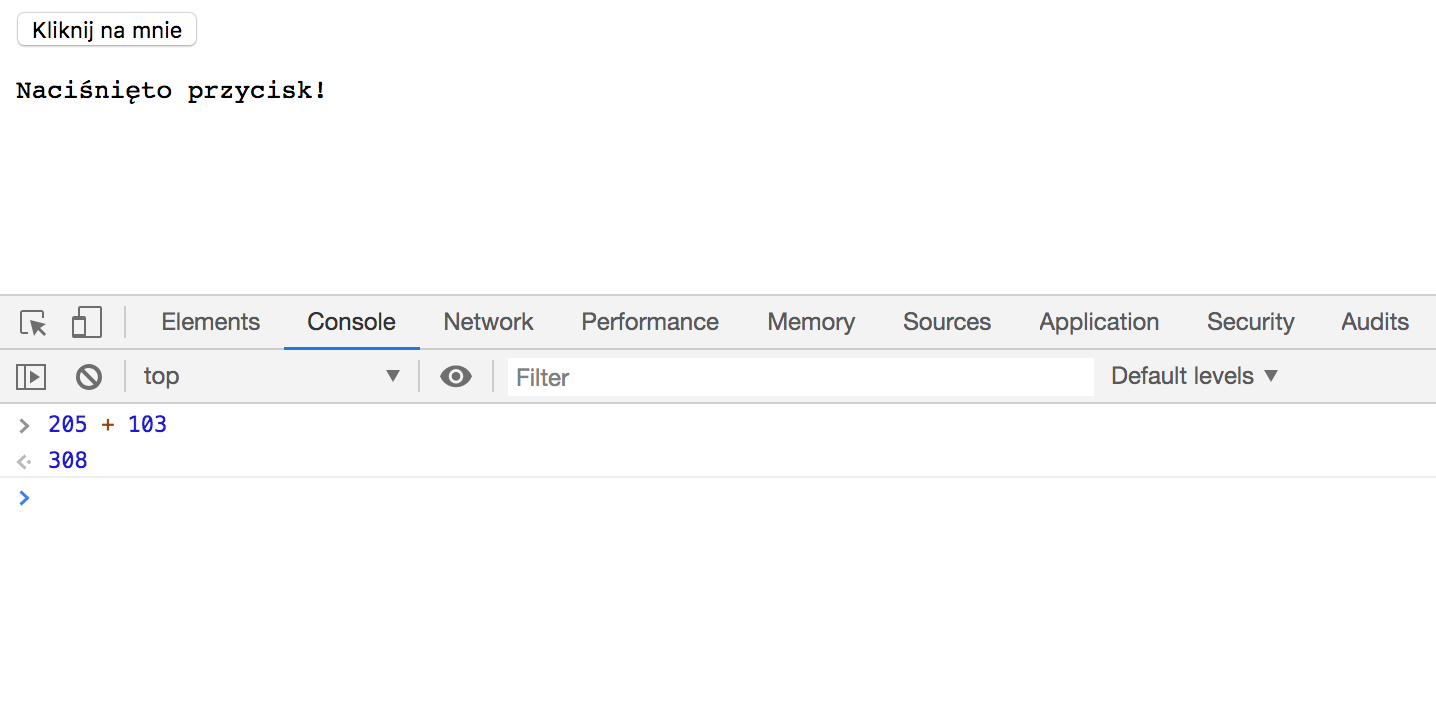 Kliknij na mnie
Naciśnięto przycisk!
Elements Console Network Performance Memory Sources Application Security Audits
top Filter Default levels
205 + 103
308